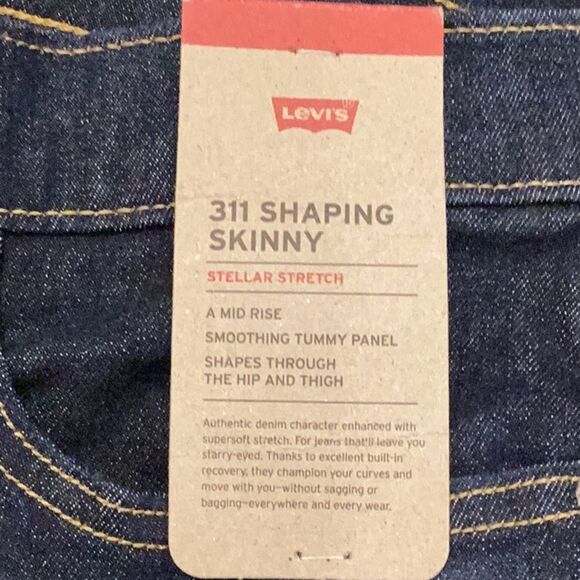 LEVI'S
311 SHAPING
SKINNY
STELLAR STRETCH
A MID RISE
SMOOTHING TUMMY PANEL
SHAPES THROUGH
THE HIP AND THIGH
Authentic denim character enhanced with
supersoft stretch. For jeans that'll leave you
starry-eyed. Thanks to excellent built-in
recovery, they champion your curves and
move with you—without sagging or
bagging—everywhere and every wear.